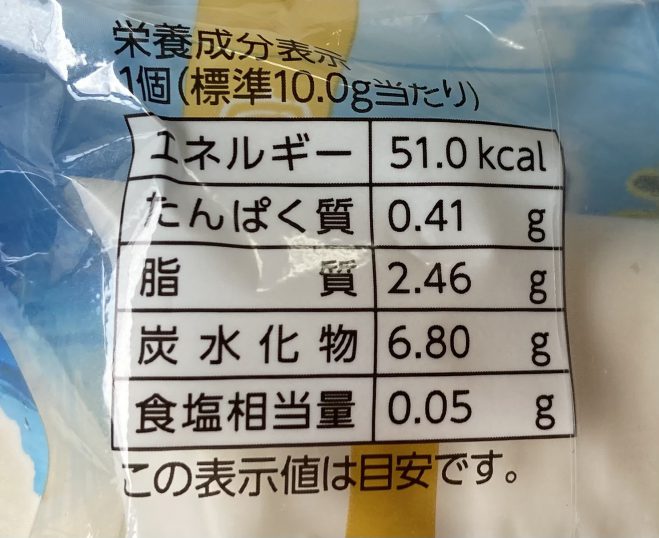 栄養成分表示
1個(標準10.0g当たり)
エネルギー 51.0kcal
たんぱく質 0.41 g
脂質 2.46 g
炭水化物 6.80 g
食塩相当量 0.05 g
この表示値は目安です。